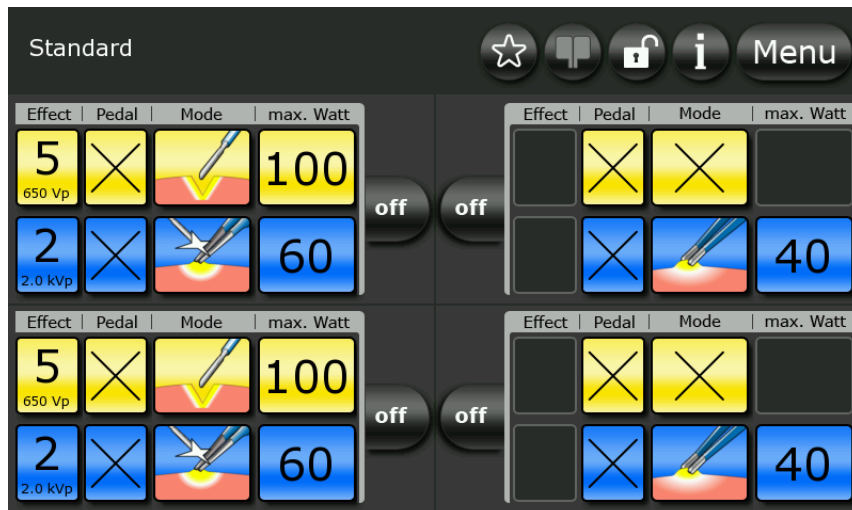 Standard
i Menu
Effect | Pedal | Mode | max. Watt
5
650 Vp
100
2
2.0 kVp
60
off
Effect | Pedal | Mode | max. Watt
off
40
Effect | Pedal | Mode | max. Watt
5
650 Vp
100
2
2.0 kVp
60
off
Effect | Pedal | Mode | max. Watt
off
40